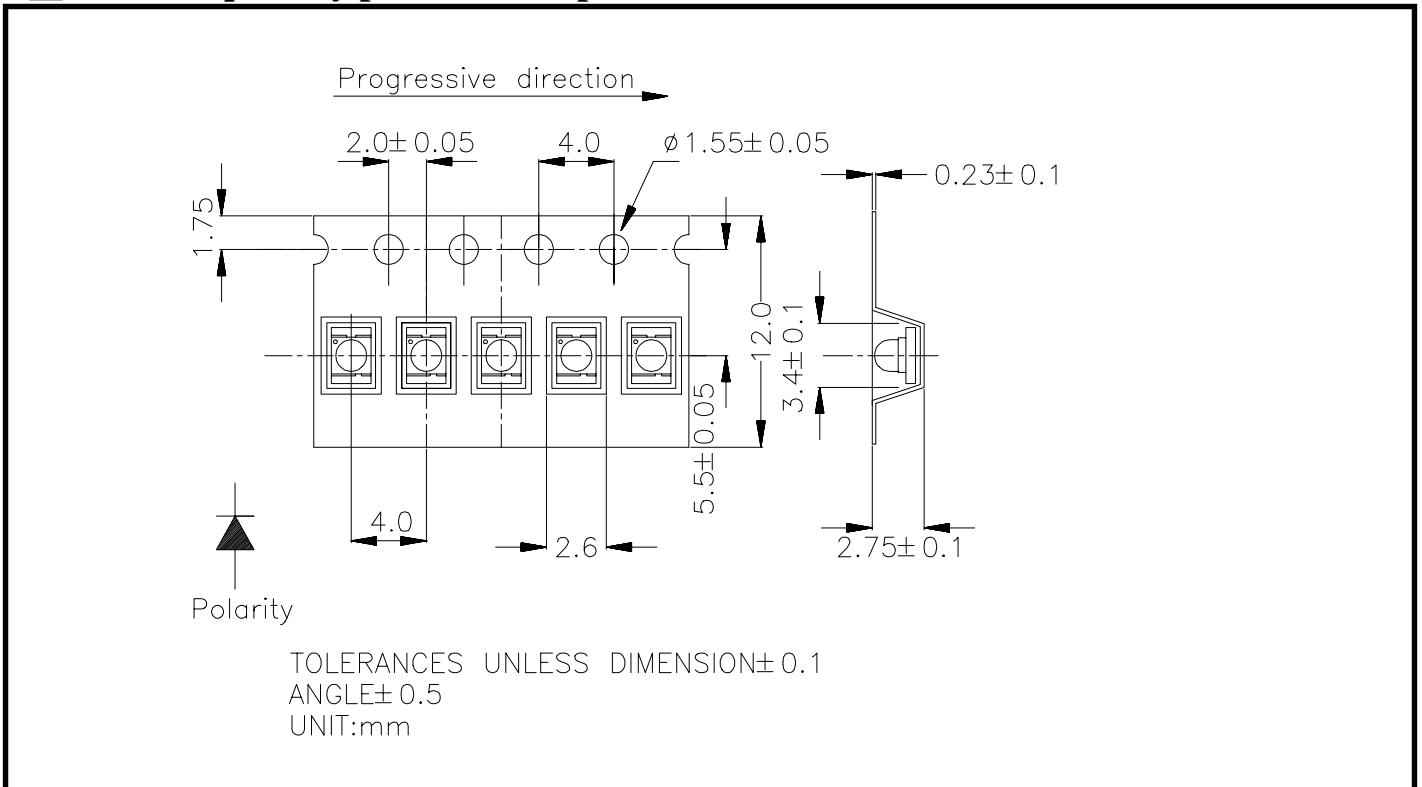 Progressive direction
2.0±0.05
4.0
ø1.55±0.05
0.23±0.1
1.75
12.0
3.4±0.1
5.5±0.05
4.0
2.6
2.75±0.1
Polarity
TOLERANCES UNLESS DIMENSION±0.1
ANGLE±0.5
UNIT:mm